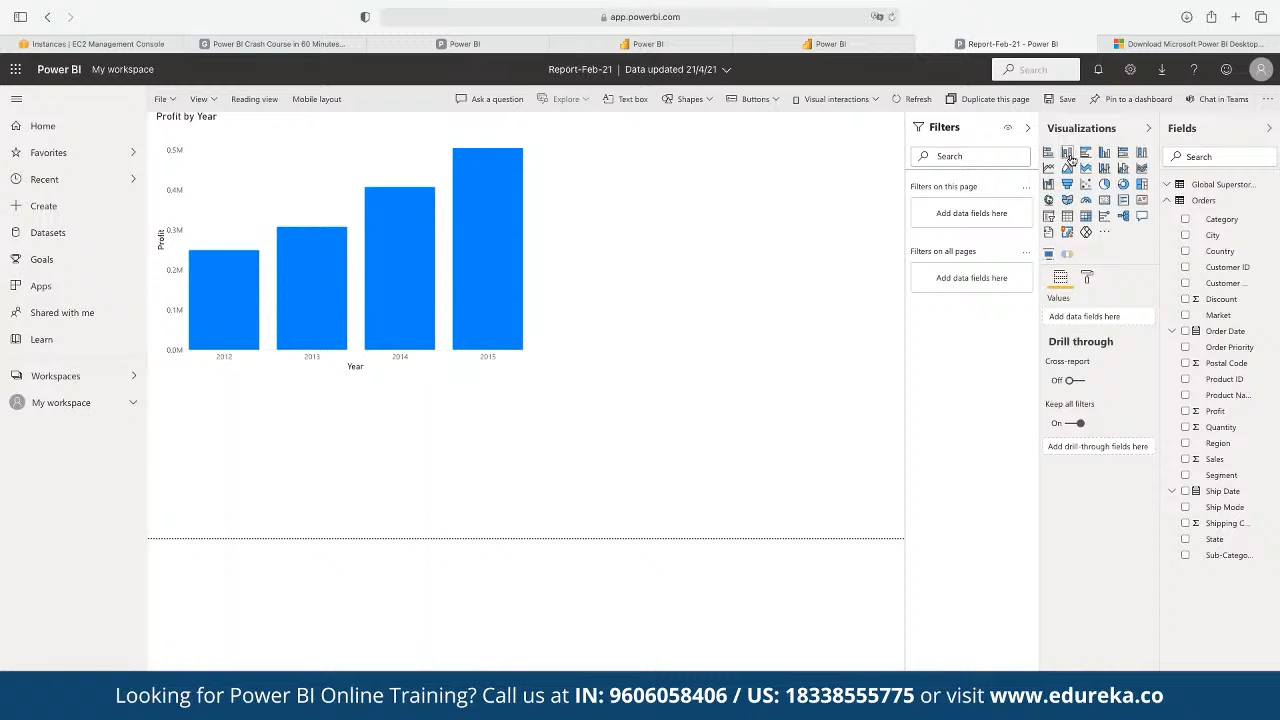 app.powerbi.com
Instances | EC2 Management Console
Power BI Crash Course in 60 Minutes...
Power BI
Power BI
Power BI
Report-Feb-21 - Power BI
Download Microsoft Power BI Desktop...
Power BI
My workspace
Report-Feb-21 | Data updated 21/4/21
Search
File
View
Reading view
Mobile layout
Ask a question
Explore
Text box
Shapes
Buttons
Visual interactions
Refresh
Duplicate this page
Save
Pin to a dashboard
Chat in Teams
...
Home
Favorites
Recent
Create
Datasets
Goals
Apps
Shared with me
Learn
Workspaces
My workspace
Profit by Year
0.5M
0.4M
0.3M
0.2M
0.1M
0.0M
Profit
2012
2013
2014
2015
Year
Filters
Search
Filters on this page
...
Add data fields here
Filters on all pages
...
Add data fields here
Visualizations
...
Values
Add data fields here
Drill through
Cross-report
Off
Keep all filters
On
Add drill-through fields here
Fields
Search
Global Superstor...
Orders
Category
City
Country
Customer ID
Customer ...
Σ Discount
Market
Order Date
Order Priority
Σ Postal Code
Product ID
Product Na...
Σ Profit
Σ Quantity
Region
Σ Sales
Segment
Ship Date
Ship Mode
Σ Shipping C...
State
Sub-Catego...
Looking for Power BI Online Training? Call us at IN: 9606058406 / US: 18338555775 or visit www.edureka.co